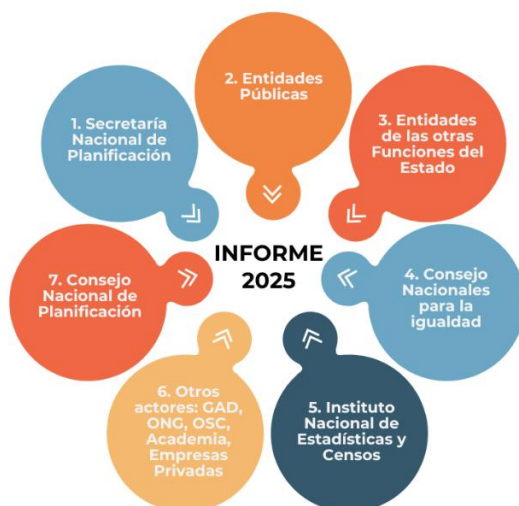 2. Entidades
Públicas
1. Secretaría
Nacional de
Planificación
3. Entidades
de las otras
Funciones del
Estado
INFORME
2025
7. Consejo
Nacional de
Planificación
4. Consejo
Nacionales
para la
igualdad
6. Otros
actores: GAD,
ONG, OSC,
Academia,
Empresas
Privadas
5. Instituto
Nacional de
Estadísticas y
Censos